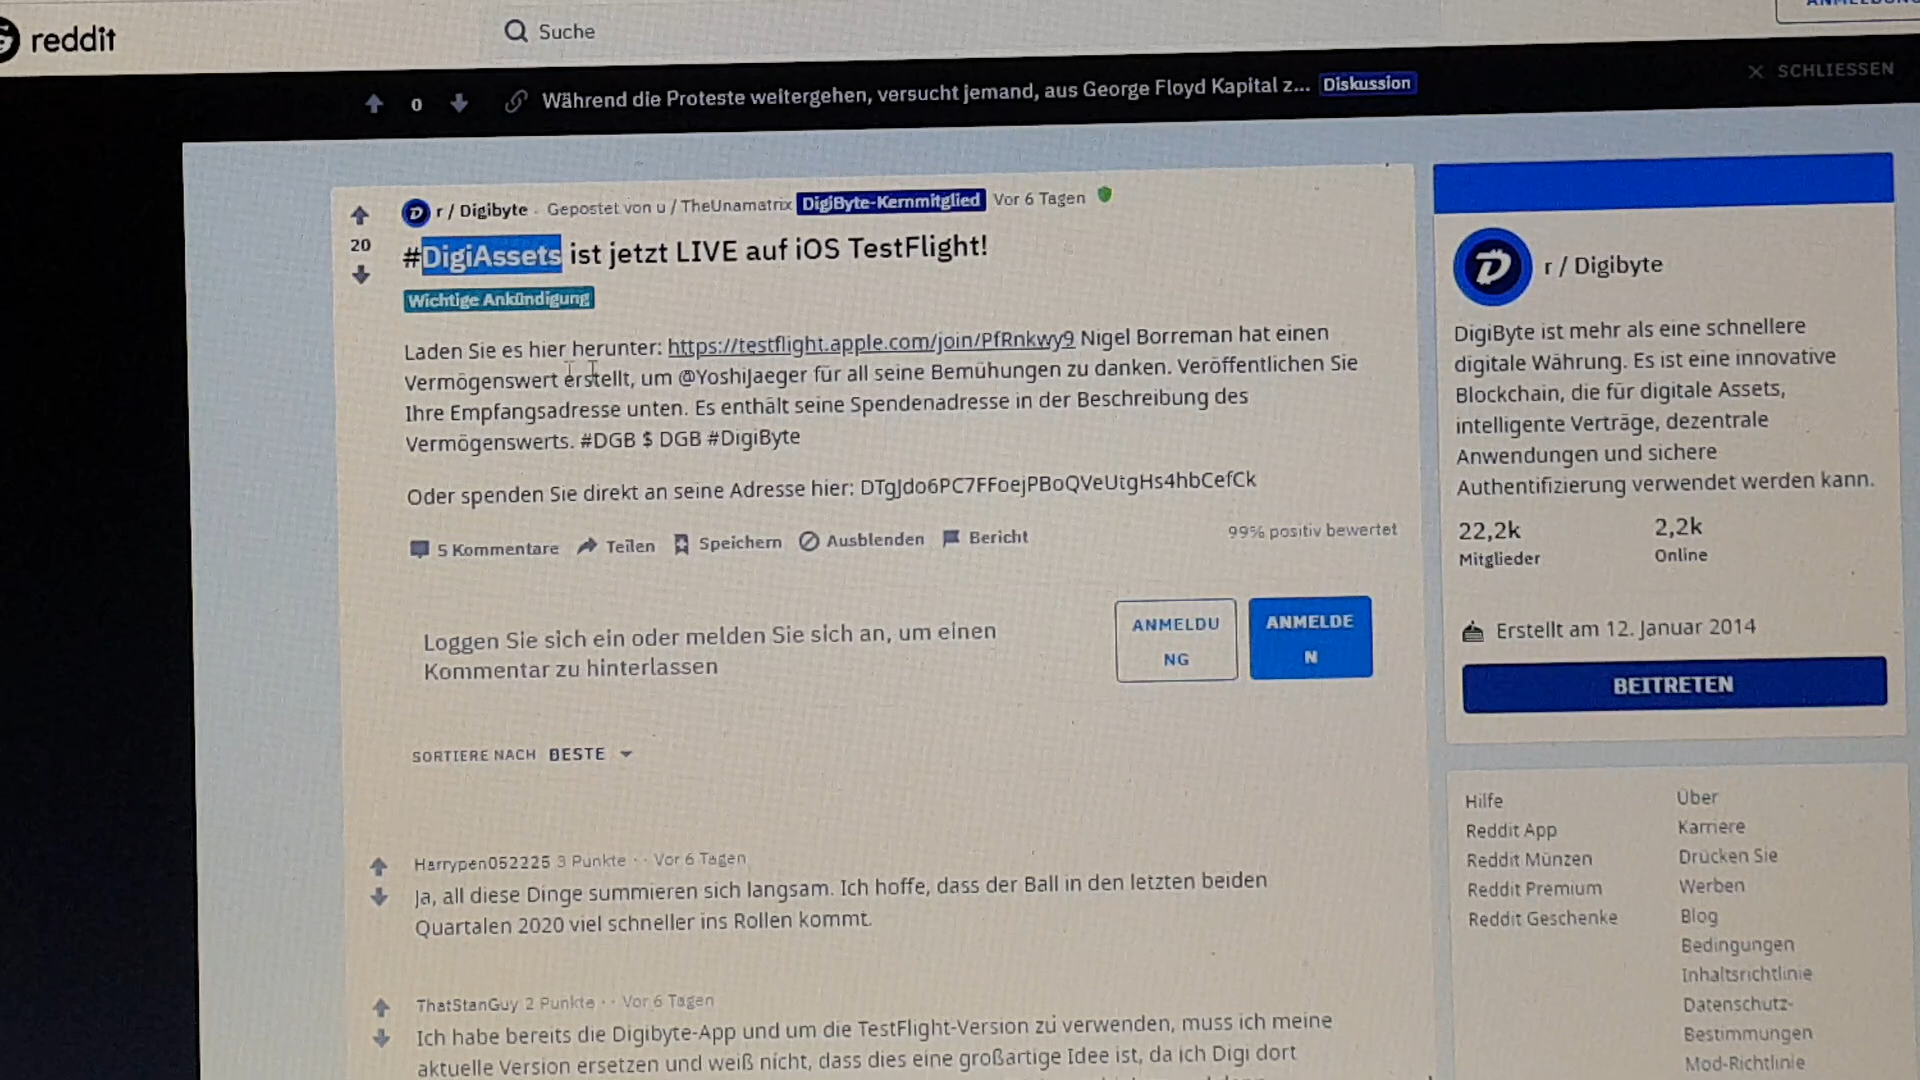 reddit
Suche
0 Während die Proteste weitergehen, versucht jemand, aus George Floyd Kapital z... Diskussion
SCHLIESSEN
r / Digibyte · Gepostet von u / TheUnamatrix DigiByte-Kernmitglied Vor 6 Tagen
20
#DigiAssets ist jetzt LIVE auf iOS TestFlight!
Wichtige Ankündigung
Laden Sie es hier herunter: https://testflight.apple.com/join/PfRnkwy9 Nigel Borreman hat einen
Vermögenswert erstellt, um @YoshiJaeger für all seine Bemühungen zu danken. Veröffentlichen Sie
Ihre Empfangsadresse unten. Es enthält seine Spendenadresse in der Beschreibung des
Vermögenswerts. #DGB $ DGB #DigiByte
Oder spenden Sie direkt an seine Adresse hier: DTgJdo6PC7FFoejPBoQVeUtgHs4hbCefCk
5 Kommentare Teilen Speichern Ausblenden Bericht
99% positiv bewertet
Loggen Sie sich ein oder melden Sie sich an, um einen
Kommentar zu hinterlassen
ANMELDU
NG
ANMELDE
N
SORTIERE NACH BESTE
Harrypen052225 3 Punkte · · Vor 6 Tagen
Ja, all diese Dinge summieren sich langsam. Ich hoffe, dass der Ball in den letzten beiden
Quartalen 2020 viel schneller ins Rollen kommt.
ThatStanGuy 2 Punkte · · Vor 6 Tagen
Ich habe bereits die Digibyte-App und um die TestFlight-Version zu verwenden, muss ich meine
aktuelle Version ersetzen und weiß nicht, dass dies eine großartige Idee ist, da ich Digi dort
r / Digibyte
DigiByte ist mehr als eine schnellere
digitale Währung. Es ist eine innovative
Blockchain, die für digitale Assets,
intelligente Verträge, dezentrale
Anwendungen und sichere
Authentifizierung verwendet werden kann.
22,2k
Mitglieder
2,2k
Online
Erstellt am 12. Januar 2014
BEITRETEN
Hilfe
Reddit App
Reddit Münzen
Reddit Premium
Reddit Geschenke
Über
Karriere
Drücken Sie
Werben
Blog
Bedingungen
Inhaltsrichtlinie
Datenschutz-
Bestimmungen
Mod-Richtlinie